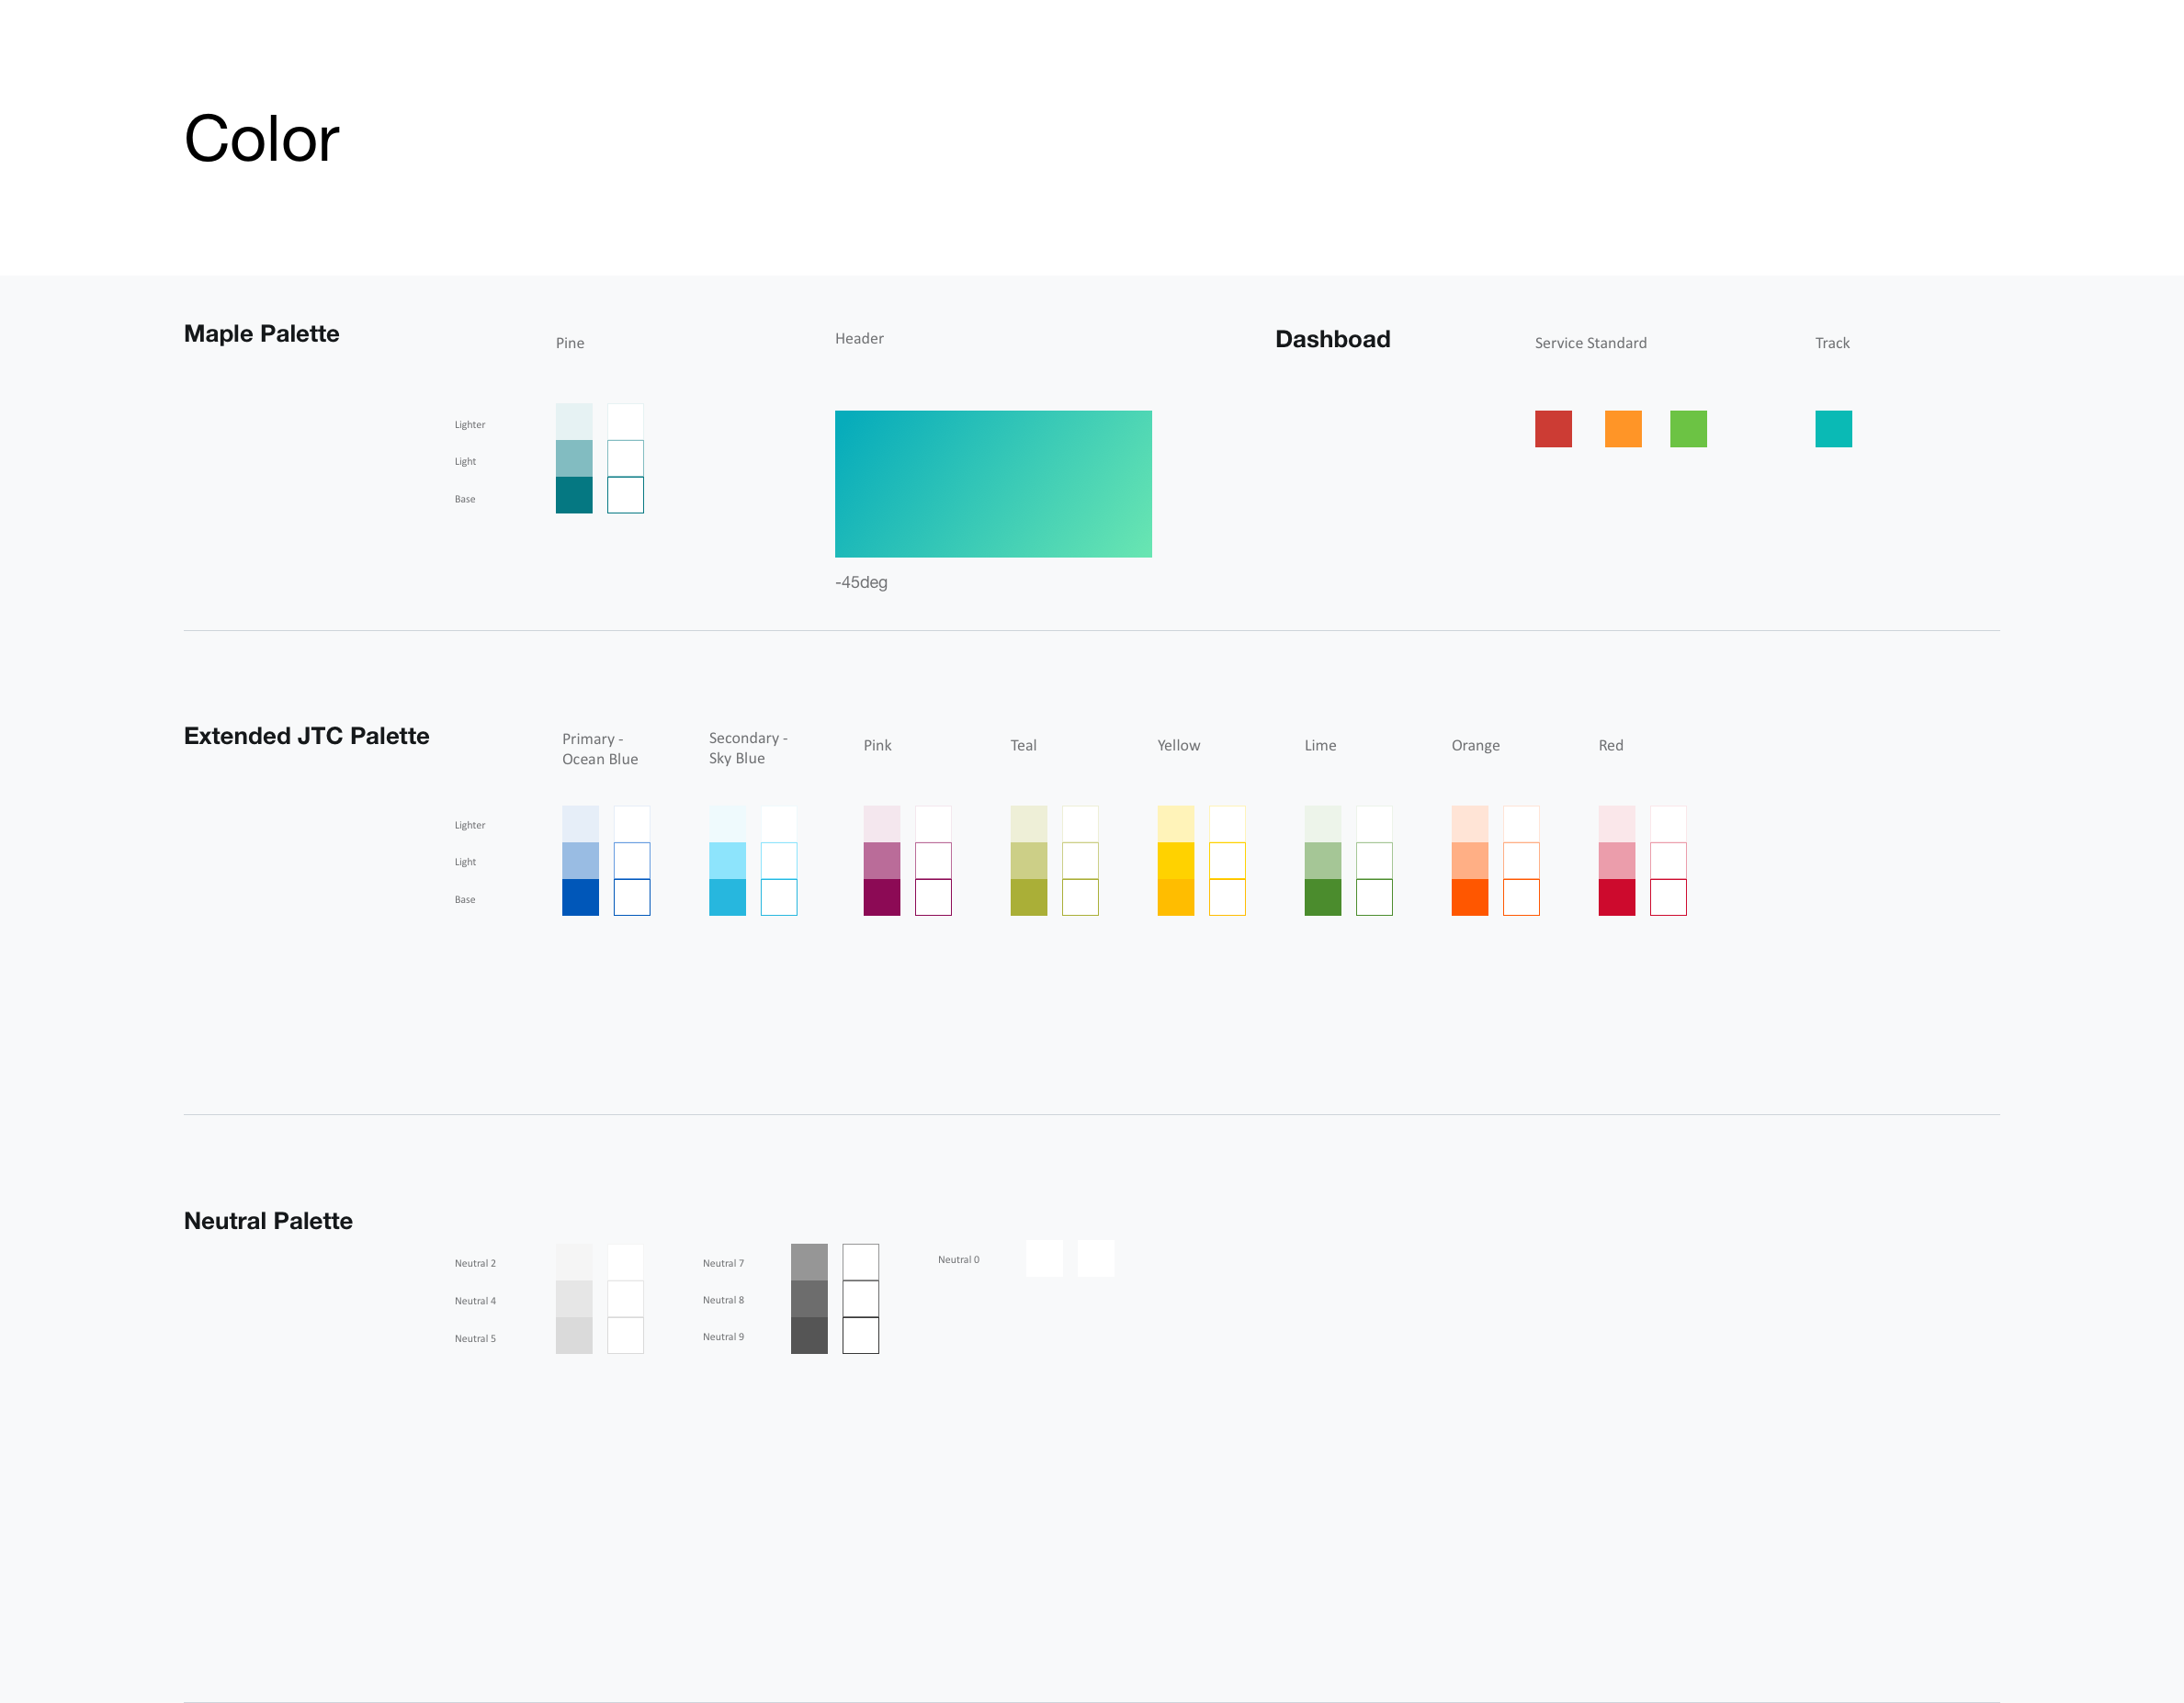 Color
Maple Palette
Pine
Header
Dashboad
Service Standard
Track
Lighter
Light
Base
-45deg
Extended JTC Palette
Primary -
Ocean Blue
Secondary -
Sky Blue
Pink
Teal
Yellow
Lime
Orange
Red
Lighter
Light
Base
Neutral Palette
Neutral 2
Neutral 4
Neutral 5
Neutral 7
Neutral 8
Neutral 9
Neutral 0